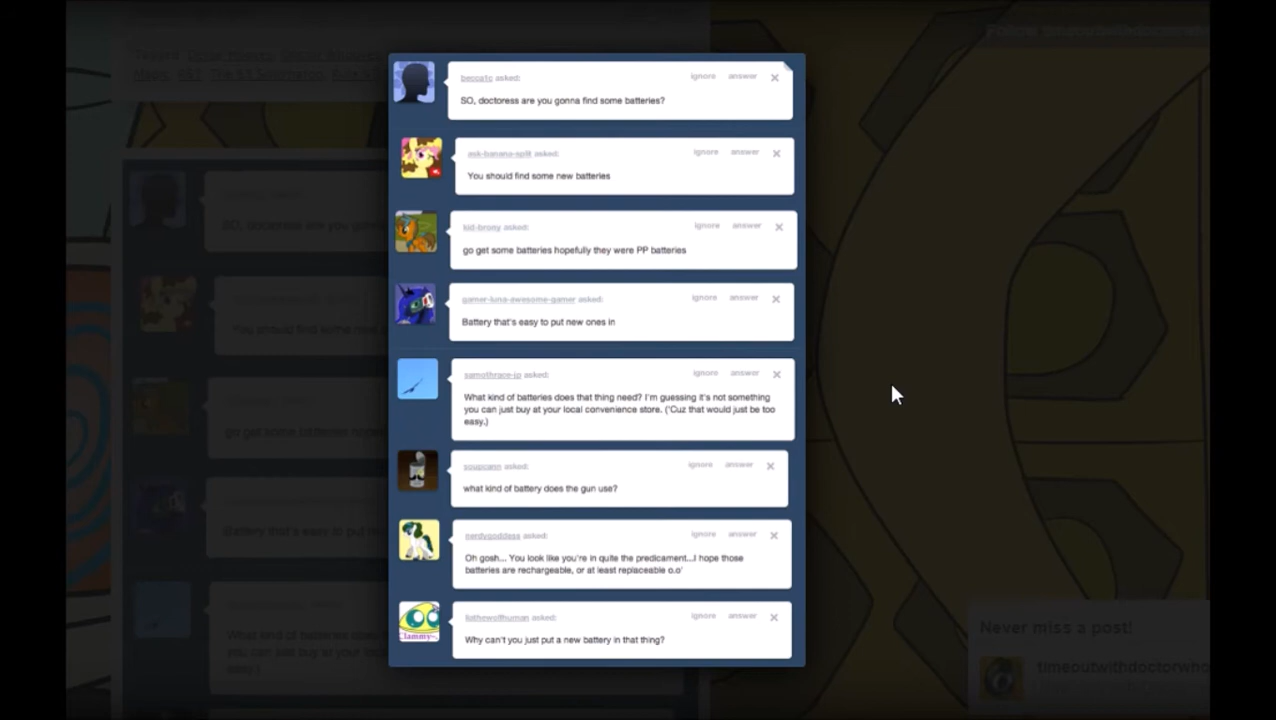 beccatc asked:
ignore answer
SO, doctoress are you gonna find some batteries?
ask-banana-split asked:
ignore answer
You should find some new batteries
kid-brony asked:
ignore answer
go get some batteries hopefully they were PP batteries
gamer-luna-awesome-gamer asked:
ignore answer
Battery that's easy to put new ones in
samothrace-jp asked:
ignore answer
What kind of batteries does that thing need? I'm guessing it's not something
you can just buy at your local convenience store. ('Cuz that would just be too
easy.)
soupcann asked:
ignore answer
what kind of battery does the gun use?
nerdygoddess asked:
ignore answer
Oh gosh... You look like you're in quite the predicament...I hope those
batteries are rechargeable, or at least replaceable o.o'
asked:
ignore answer
Why can't you just put a new battery in that thing?
Never miss a post!